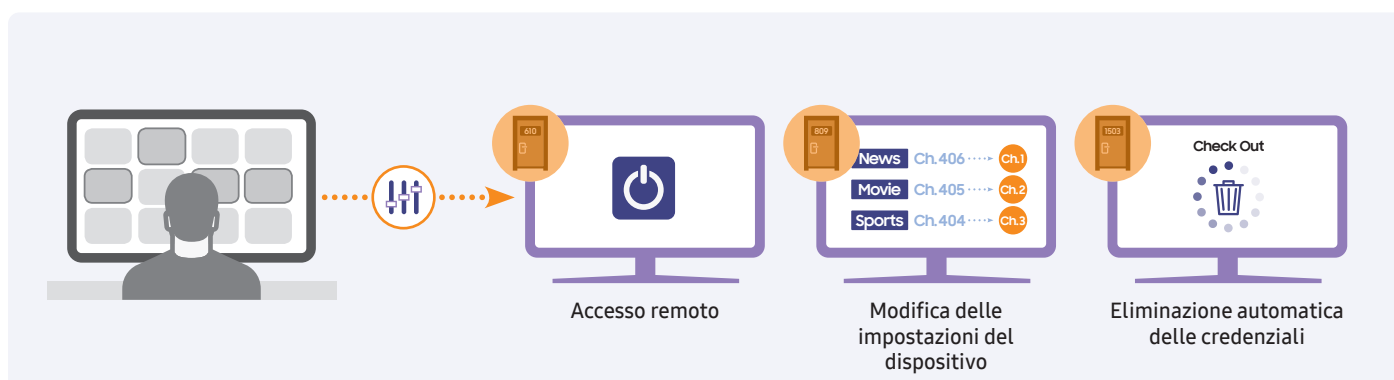 610
809
1503
News Ch.406 Ch.1
Movie Ch.405 Ch.2
Sports Ch.404 Ch.3
Check Out
Accesso remoto
Modifica delle
impostazioni del
dispositivo
Eliminazione automatica
delle credenziali